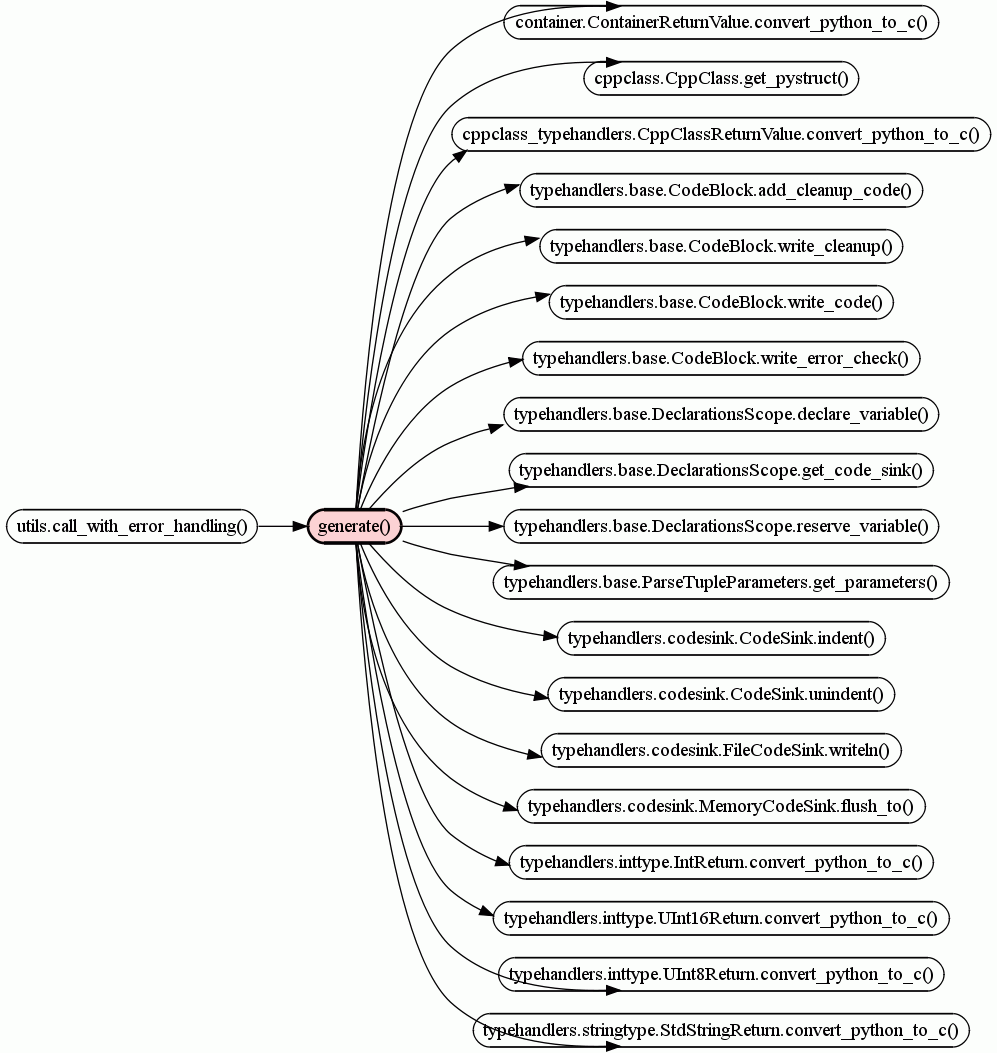 container.ContainerReturnValue.convert_python_to_c()
cppclass.CppClass.get_pystruct()
cppclass_typehandlers.CppClassReturnValue.convert_python_to_c()
typehandlers.base.CodeBlock.add_cleanup_code()
typehandlers.base.CodeBlock.write_cleanup()
typehandlers.base.CodeBlock.write_code()
typehandlers.base.CodeBlock.write_error_check()
typehandlers.base.DeclarationsScope.declare_variable()
typehandlers.base.DeclarationsScope.get_code_sink()
utils.call_with_error_handling()
generate()
typehandlers.base.DeclarationsScope.reserve_variable()
typehandlers.base.ParseTupleParameters.get_parameters()
typehandlers.codesink.CodeSink.indent()
typehandlers.codesink.CodeSink.unindent()
typehandlers.codesink.FileCodeSink.writeln()
typehandlers.codesink.MemoryCodeSink.flush_to()
typehandlers.inttype.IntReturn.convert_python_to_c()
typehandlers.inttype.UInt16Return.convert_python_to_c()
typehandlers.inttype.UInt8Return.convert_python_to_c()
typehandlers.stringtype.StdStringReturn.convert_python_to_c()